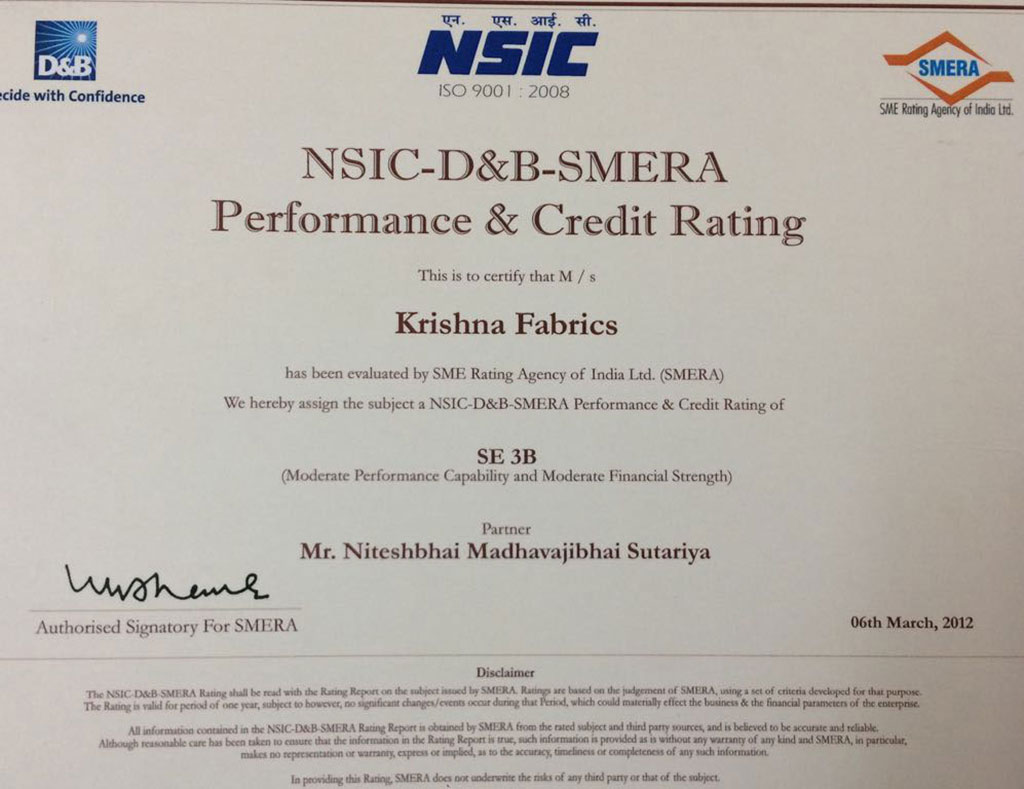 D&B
ecide with Confidence
एन. एस. आई. सी.
NSIC
ISO 9001 : 2008
SMERA
SME Rating Agency of India Ltd.
NSIC-D&B-SMERA
Performance & Credit Rating
This is to certify that M / s
Krishna Fabrics
has been evaluated by SME Rating Agency of India Ltd. (SMERA)
We hereby assign the subject a NSIC-D&B-SMERA Performance & Credit Rating of
SE 3B
(Moderate Performance Capability and Moderate Financial Strength)
Partner
Mr. Niteshbhai Madhavajibhai Sutariya
Authorised Signatory For SMERA
06th March, 2012
Disclaimer
The NSIC-D&B-SMERA Rating shall be read with the Rating Report on the subject issued by SMERA. Ratings are based on the judgement of SMERA, using a set of criteria developed for that purpose.
The Rating is valid for period of one year, subject to however, no significant changes/events occur during that Period, which could materially effect the business & the financial parameters of the enterprise.
All information contained in the NSIC-D&B-SMERA Rating Report is obtained by SMERA from the rated subject and third party sources, and is believed to be accurate and reliable.
Although reasonable care has been taken to ensure that the information in the Rating Report is true, such information is provided as is without any warranty of any kind and SMERA, in particular,
makes no representation or warranty, express or implied, as to the accuracy, timeliness or completeness of any such information.
In providing this Rating, SMERA does not underwrite the risks of any third party or that of the subject.